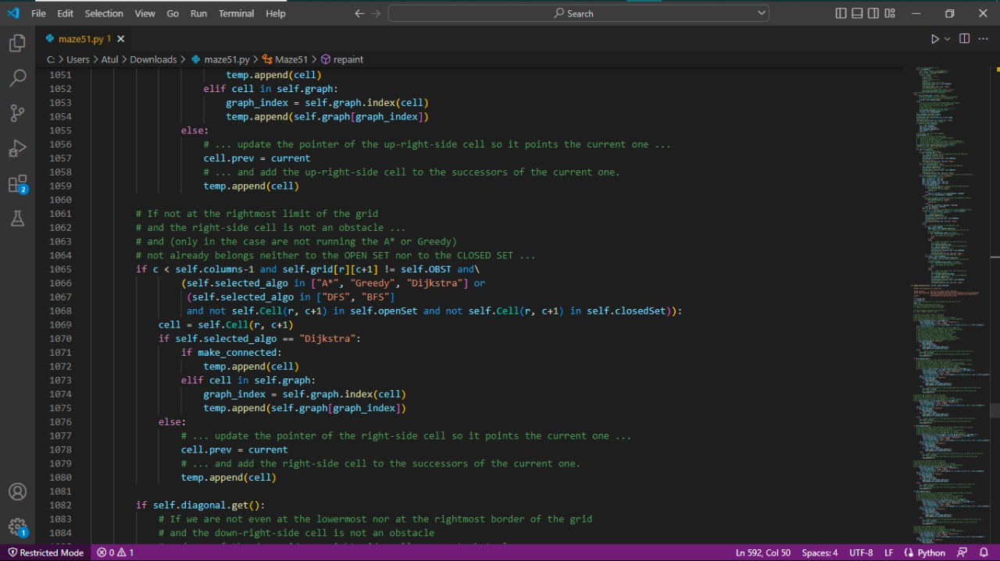 File Edit Selection View Go Run Terminal Help Search
maze51.py 1
C: > Users > Atul > Downloads > maze51.py > Maze51 > repaint
1051 temp.append(cell)
1052 elif cell in self.graph:
1053 graph_index = self.graph.index(cell)
1054 temp.append(self.graph[graph_index])
1055 else:
1056 # ... update the pointer of the up-right-side cell so it points the current one ...
1057 cell.prev = current
1058 # ... and add the up-right-side cell to the successors of the current one.
1059 temp.append(cell)
1060
1061 # If not at the rightmost limit of the grid
1062 # and the right-side cell is not an obstacle ...
1063 # and (only in the case are not running the A* or Greedy)
1064 # not already belongs neither to the OPEN SET nor to the CLOSED SET ...
1065 if c < self.columns-1 and self.grid[r][c+1] != self.OBST and\
1066 (self.selected_algo in ["A*", "Greedy", "Dijkstra"] or
1067 (self.selected_algo in ["DFS", "BFS"]
1068 and not self.Cell(r, c+1) in self.openSet and not self.Cell(r, c+1) in self.closedSet)):
1069 cell = self.Cell(r, c+1)
1070 if self.selected_algo == "Dijkstra":
1071 if make_connected:
1072 temp.append(cell)
1073 elif cell in self.graph:
1074 graph_index = self.graph.index(cell)
1075 temp.append(self.graph[graph_index])
1076 else:
1077 # ... update the pointer of the right-side cell so it points the current one ...
1078 cell.prev = current
1079 # ... and add the right-side cell to the successors of the current one.
1080 temp.append(cell)
1081
1082 if self.diagonal.get():
1083 # If we are not even at the lowermost nor at the rightmost border of the grid
1084 # and the down-right-side cell is not an obstacle
2
1
Restricted Mode 0 1 Ln 592, Col 50 Spaces: 4 UTF-8 LF Python